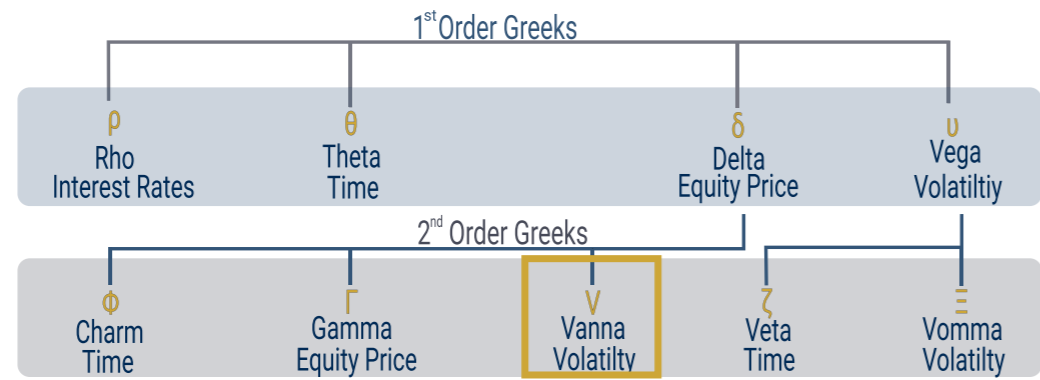 1st Order Greeks
ρ
Rho
Interest Rates
θ
Theta
Time
δ
Delta
Equity Price
υ
Vega
Volatiltiy
2nd Order Greeks
Φ
Charm
Time
Γ
Gamma
Equity Price
V
Vanna
Volatilty
ζ
Veta
Time
Ξ
Vomma
Volatility